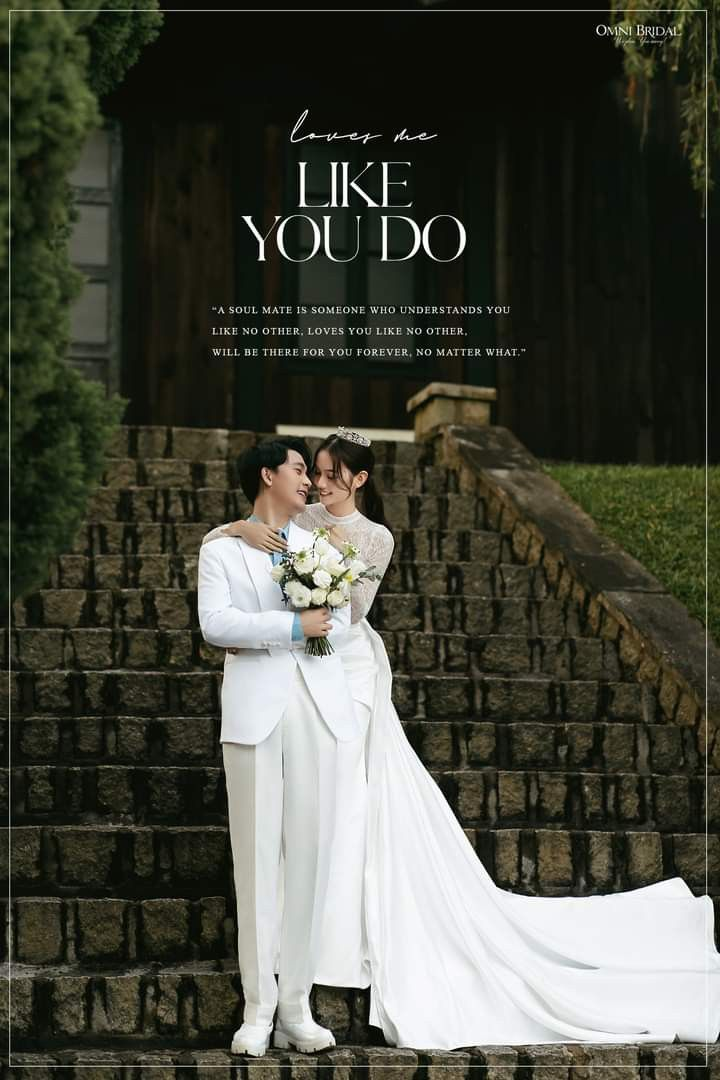 OMNI BRIDAL
loves me
LIKE
YOU DO
“A SOUL MATE IS SOMEONE WHO UNDERSTANDS YOU
LIKE NO OTHER, LOVES YOU LIKE NO OTHER,
WILL BE THERE FOR YOU FOREVER, NO MATTER WHAT.”